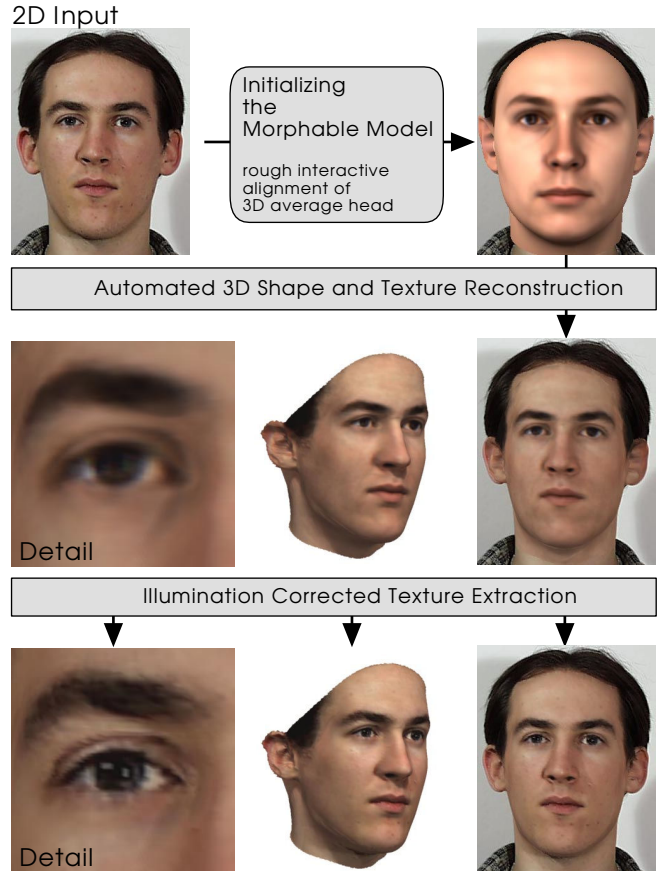 2D Input
Initializing
the
Morphable Model
rough interactive
alignment of
3D average head
Automated 3D Shape and Texture Reconstruction
Detail
Illumination Corrected Texture Extraction
Detail